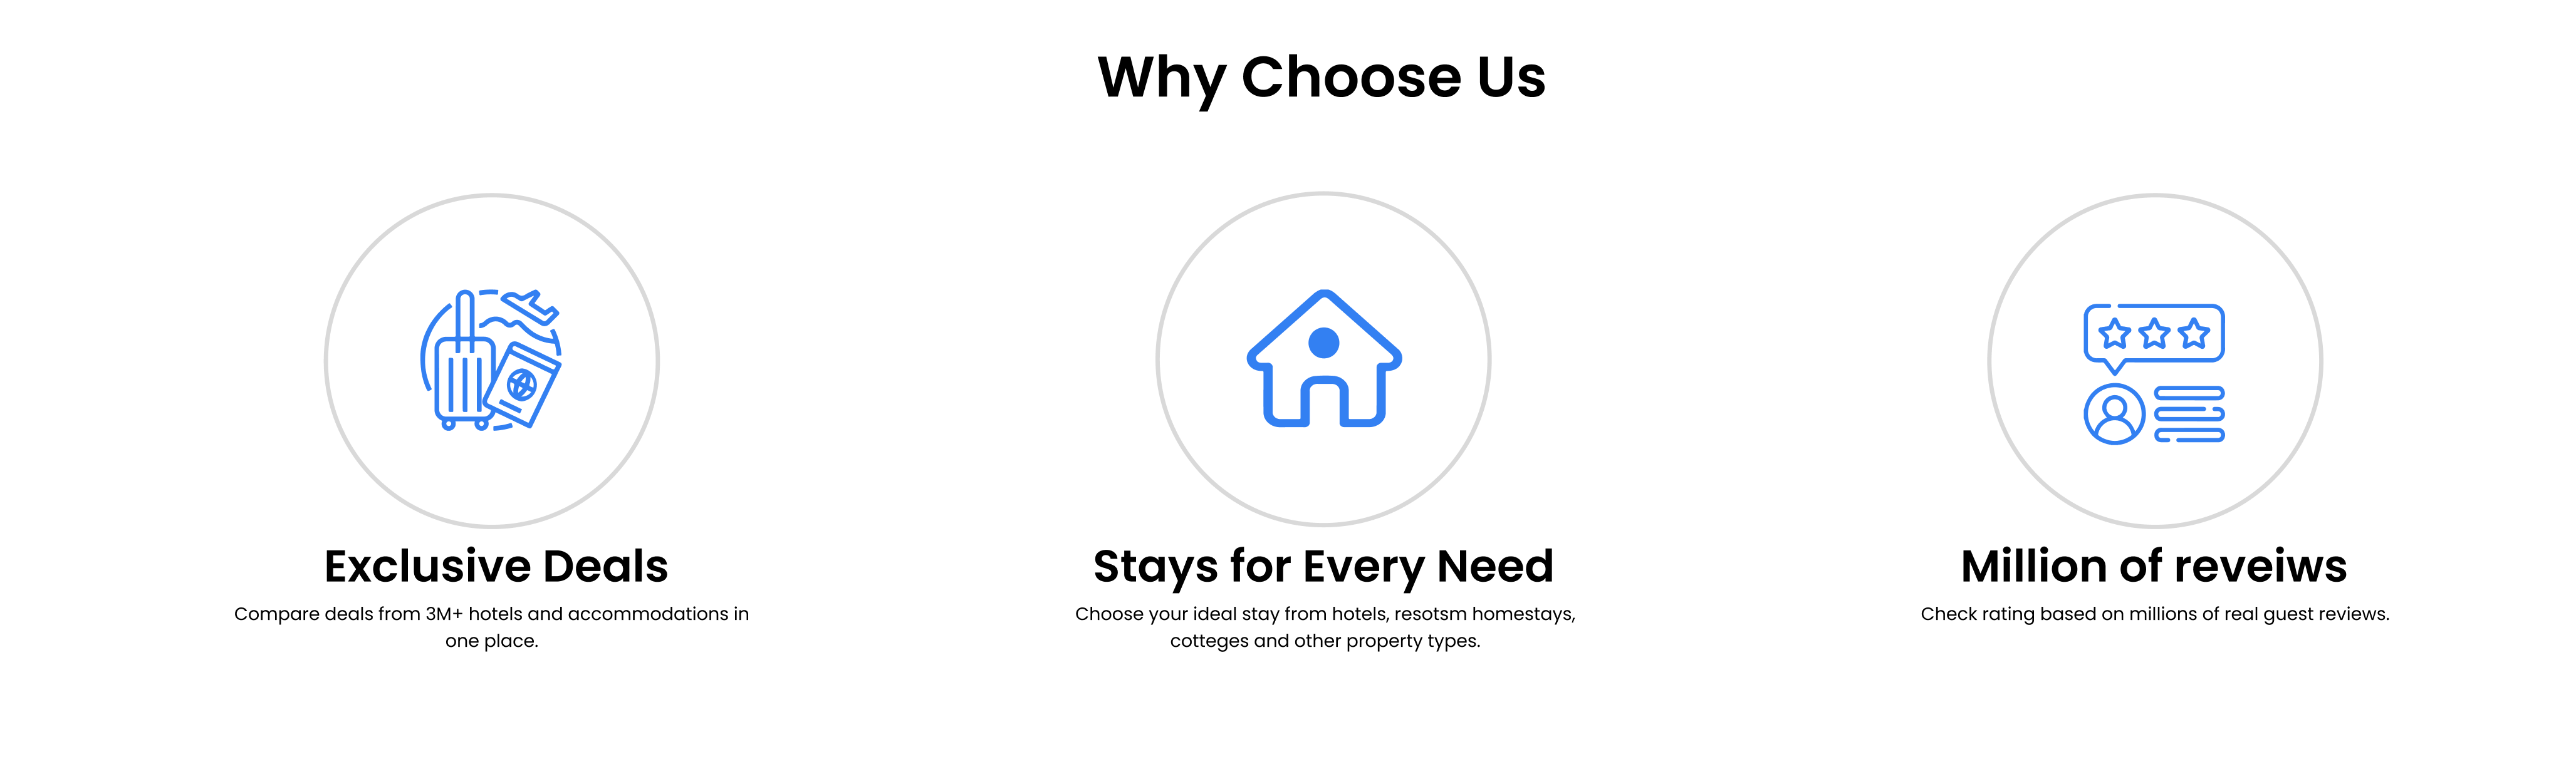 Why Choose Us
Exclusive Deals
Compare deals from 3M+ hotels and accommodations in
one place.
Stays for Every Need
Choose your ideal stay from hotels, resotsm homestays,
cotteges and other property types.
Million of reveiws
Check rating based on millions of real guest reviews.